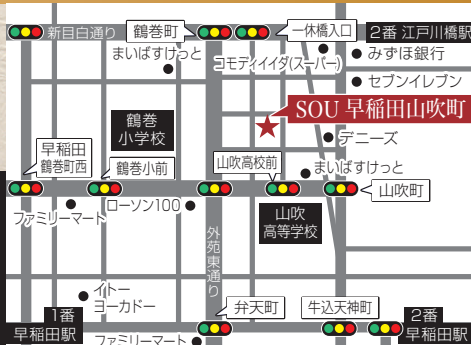 新目白通り
鶴巻町
一休橋入口
2番 江戸川橋駅
まいばすけっと
コモディイイダ(スーパー)
みずほ銀行
セブンイレブン
SOU 早稲田山吹町
鶴巻
小学校
デニーズ
早稲田
鶴巻町西
鶴巻小前
山吹高校前
まいばすけっと
山吹町
ファミリーマート
ローソン100
山吹
高等学校
外苑東通り
イトー
ヨーカドー
1番
早稲田駅
弁天町
牛込天神町
2番
早稲田駅
ファミリーマート